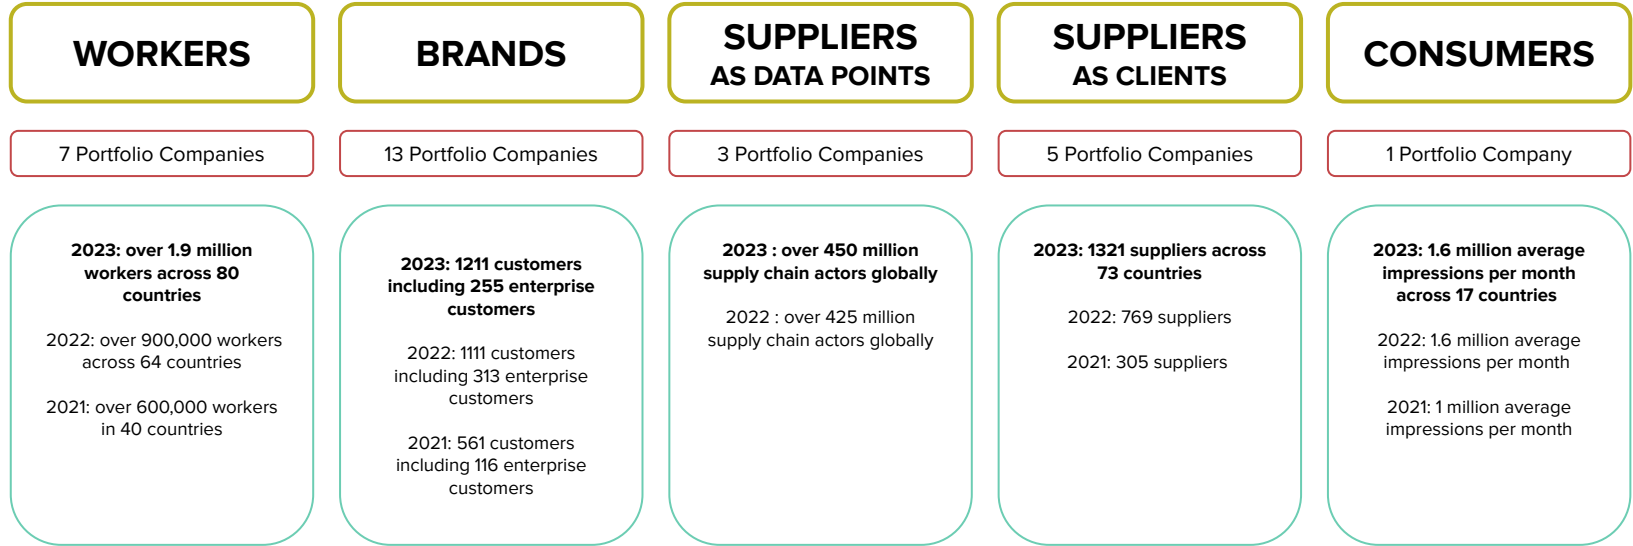 WORKERS
7 Portfolio Companies
2023: over 1.9 million
workers across 80
countries
2022: over 900,000 workers
across 64 countries
2021: over 600,000 workers
in 40 countries
BRANDS
13 Portfolio Companies
2023: 1211 customers
including 255 enterprise
customers
2022: 1111 customers
including 313 enterprise
customers
2021: 561 customers
including 116 enterprise
customers
SUPPLIERS
AS DATA POINTS
3 Portfolio Companies
2023 : over 450 million
supply chain actors globally
2022 : over 425 million
supply chain actors globally
SUPPLIERS
AS CLIENTS
5 Portfolio Companies
2023: 1321 suppliers across
73 countries
2022: 769 suppliers
2021: 305 suppliers
CONSUMERS
1 Portfolio Company
2023: 1.6 million average
impressions per month
across 17 countries
2022: 1.6 million average
impressions per month
2021: 1 million average
impressions per month